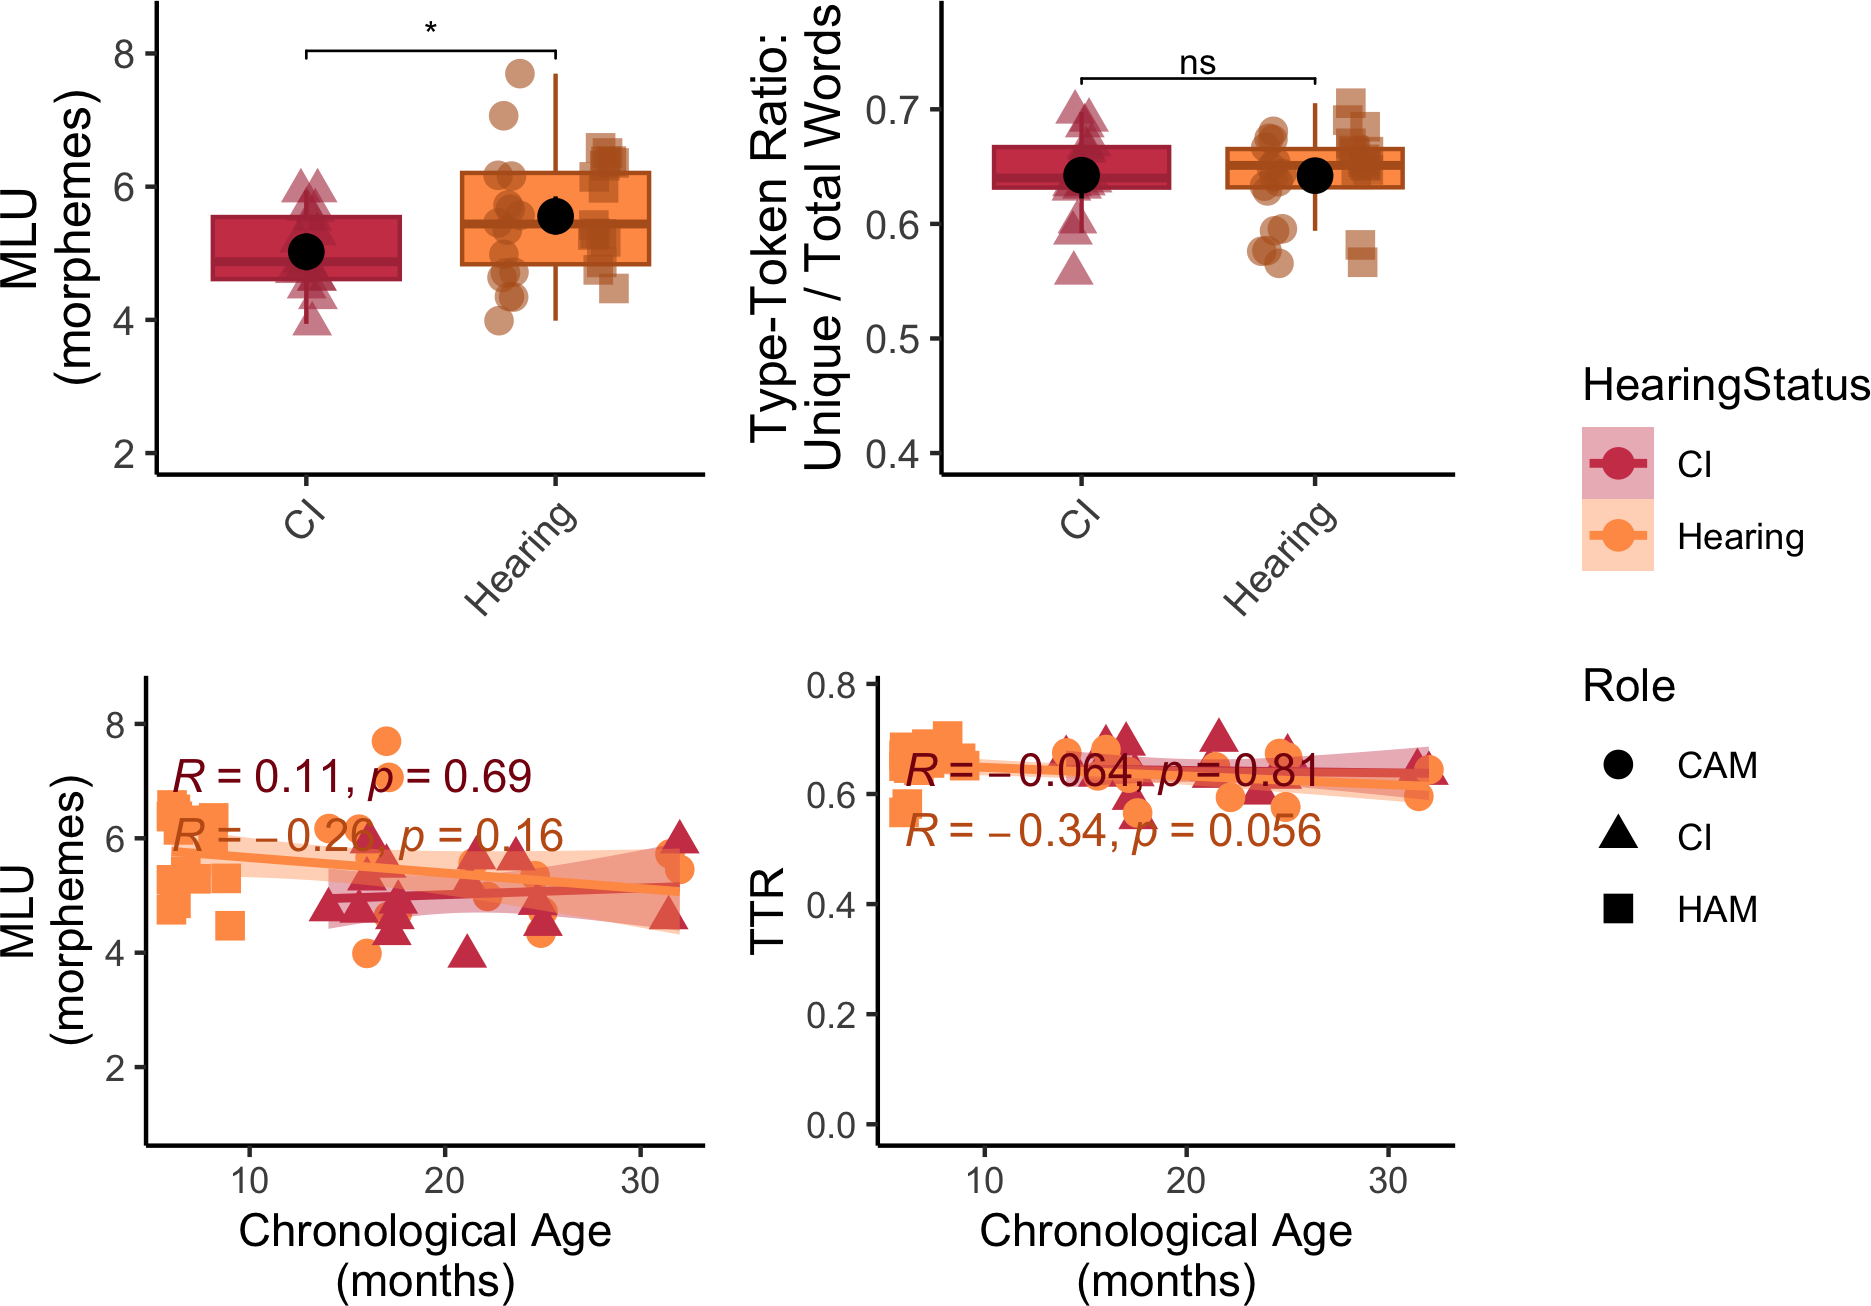 MLU
(morphemes)
8
6
4
2
*
CI
Hearing
Type-Token Ratio:
Unique / Total Words
0.7
0.6
0.5
0.4
ns
CI
Hearing
HearingStatus
CI
Hearing
Role
CAM
CI
HAM
MLU
(morphemes)
8
6
4
2
R = 0.11, p = 0.69
R = −0.26, p = 0.16
10
20
30
Chronological Age
(months)
TTR
0.8
0.6
0.4
0.2
0.0
R = −0.064, p = 0.81
R = −0.34, p = 0.056
10
20
30
Chronological Age
(months)